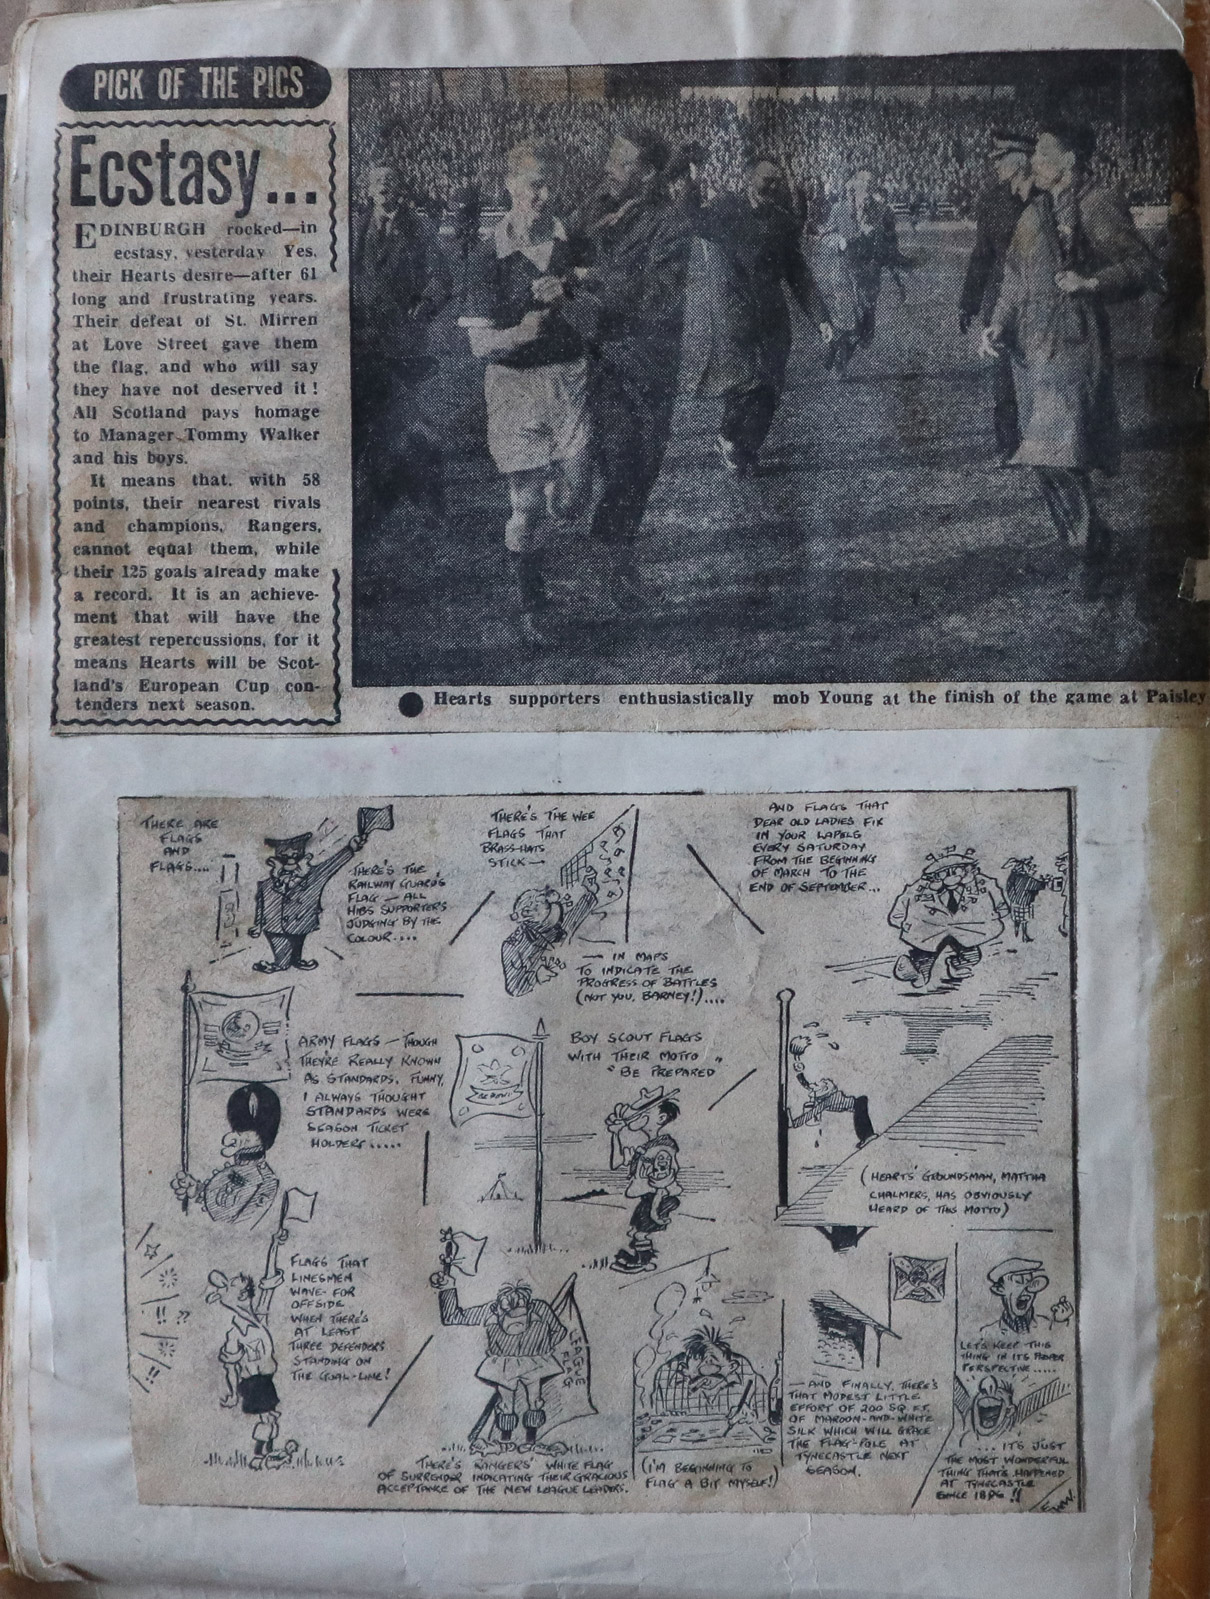 PICK OF THE PICS
Ecstasy...
EDINBURGH rocked—in
ecstasy, yesterday Yes,
their Hearts desire—after 61
long and frustrating years.
Their defeat of St. Mirren
at Love Street gave them
the flag, and who will say
they have not deserved it!
All Scotland pays homage
to Manager Tommy Walker
and his boys.
It means that, with 58
points, their nearest rivals
and champions, Rangers,
cannot equal them, while
their 125 goals already make
a record. It is an achieve-
ment that will have the
greatest repercussions, for it
means Hearts will be Scot-
land's European Cup con-
tenders next season.
Hearts supporters enthusiastically mob Young at the finish of the game at Paisley
THERE ARE
FLAGS
AND
FLAGS....
THERE'S THE
RAILWAY GUARDS
FLAG — ALL
HIBS SUPPORTERS
JUDGING BY THE
COLOUR....
THERE'S THE WEE
FLAGS THAT
BRASS-HATS
STICK —
— IN MAPS
TO INDICATE THE
PROGRESS OF BATTLES
(NOT YOU, BARNEY!)....
AND FLAGS THAT
DEAR OLD LADIES FIX
IN YOUR LAPELS
EVERY SATURDAY
FROM THE BEGINNING
OF MARCH TO THE
END OF SEPTEMBER...
ARMY FLAGS — THOUGH
THEY'RE REALLY KNOWN
AS STANDARDS. FUNNY,
I ALWAYS THOUGHT
STANDARDS WERE
SEASON TICKET
HOLDERS.....
BOY SCOUT FLAGS
WITH THEIR MOTTO
"BE PREPARED"
(HEARTS' GROUNDSMAN, MATTHA
CHALMERS, HAS OBVIOUSLY
HEARD OF THIS MOTTO)
FLAGS THAT
LINESMEN
WAVE FOR
OFFSIDE
WHEN THERE'S
AT LEAST
THREE DEFENDERS
STANDING ON
THE GOAL-LINE!
LEAGUE
FLAG
THERE'S RANGERS' WHITE FLAG
OF SURRENDER INDICATING THEIR GRACIOUS
ACCEPTANCE OF THE NEW LEAGUE LEADERS.
(I'M BEGINNING TO
FLAG A BIT MYSELF!)
— AND FINALLY, THERE'S
THAT MODEST LITTLE
EFFORT OF 200 SQ. FT.
OF MAROON-AND-WHITE
SILK WHICH WILL GRACE
THE FLAG-POLE AT
TYNECASTLE NEXT
SEASON.
LET'S KEEP THIS
THING IN ITS PROPER
PERSPECTIVE.....
... IT'S JUST
THE MOST WONDERFUL
THING THAT'S HAPPENED
AT TYNECASTLE
SINCE 1896!!